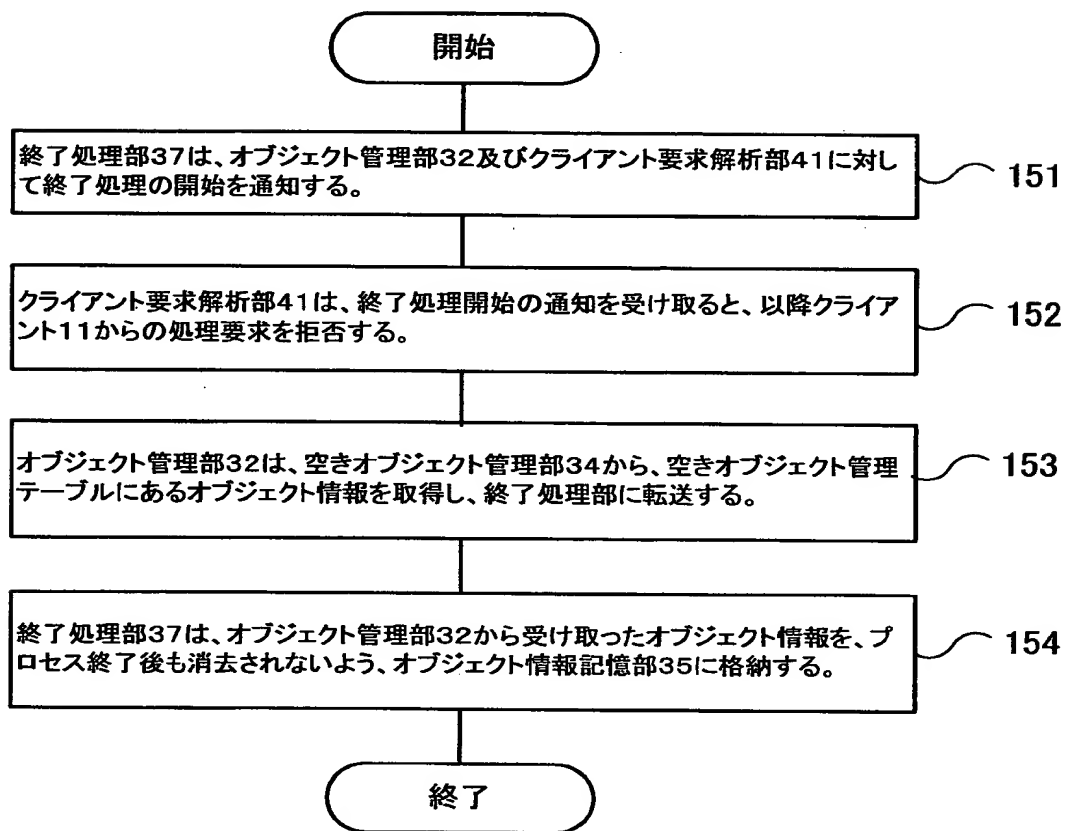 開始
終了処理部37は、オブジェクト管理部32及びクライアント要求解析部41に対し
て終了処理の開始を通知する。
151
クライアント要求解析部41は、終了処理開始の通知を受け取ると、以降クライア
ント11からの処理要求を拒否する。
152
オブジェクト管理部32は、空きオブジェクト管理部34から、空きオブジェクト管理
テーブルにあるオブジェクト情報を取得し、終了処理部に転送する。
153
終了処理部37は、オブジェクト管理部32から受け取ったオブジェクト情報を、プ
ロセス終了後も消去されないよう、オブジェクト情報記憶部35に格納する。
154
終了